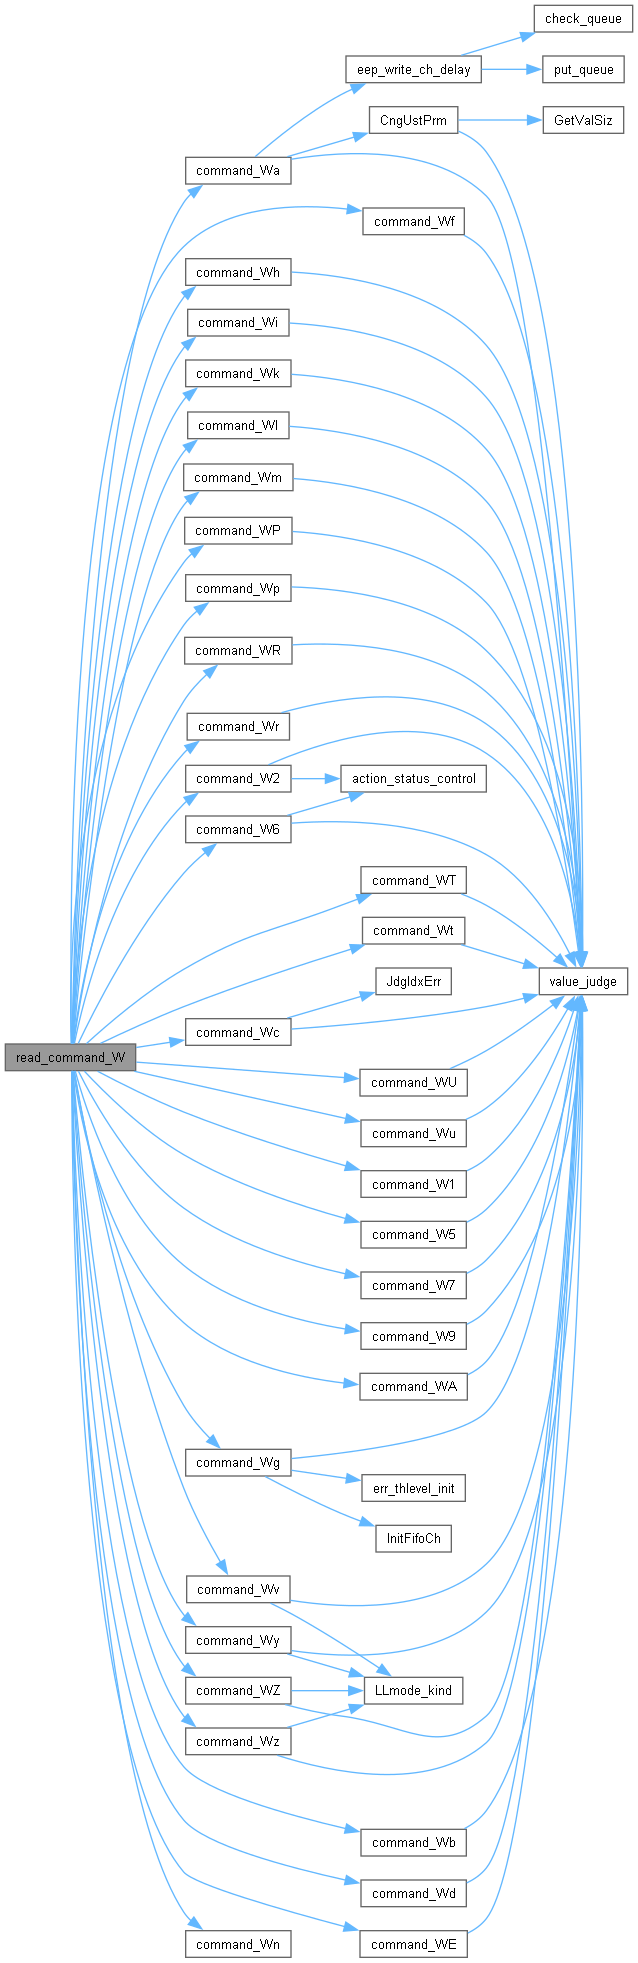 check_queue
eep_write_ch_delay
put_queue
CngUstPrm
GetValSiz
command_Wa
command_Wf
command_Wh
command_Wi
command_Wk
command_Wl
command_Wm
command_WP
command_Wp
command_WR
command_Wr
command_W2
action_status_control
command_W6
command_WT
command_Wt
JdgIdxErr
value_judge
command_Wc
read_command_W
command_WU
command_Wu
command_W1
command_W5
command_W7
command_W9
command_WA
command_Wg
err_thlevel_init
InitFifoCh
command_Wv
command_Wy
command_WZ
LLmode_kind
command_Wz
command_Wb
command_Wd
command_Wn
command_WE